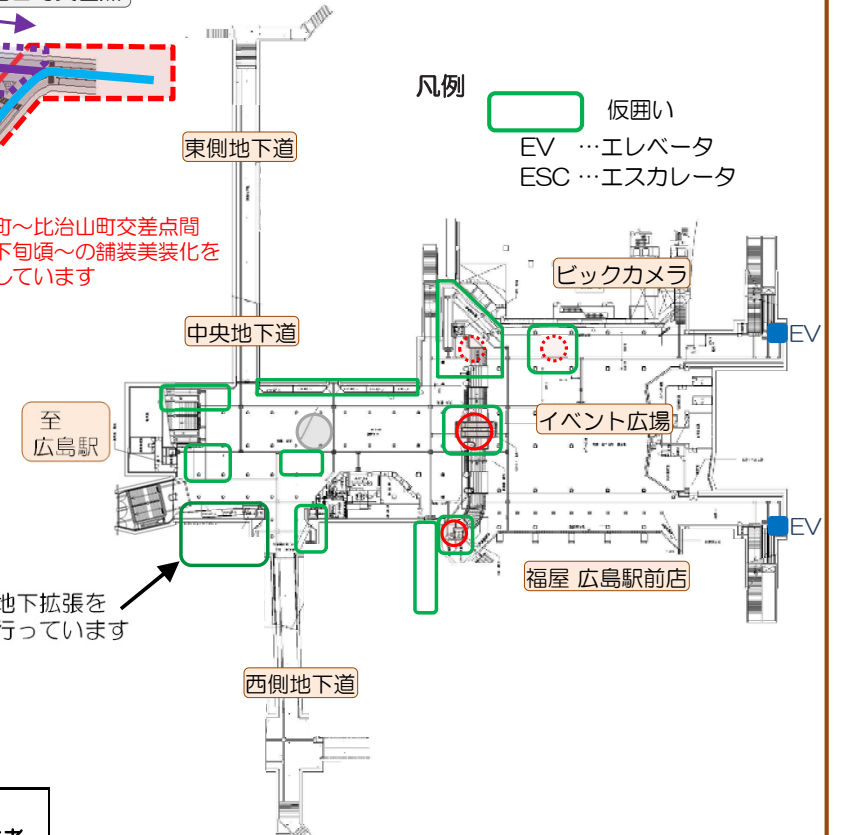 凡例
仮囲い
EV …エレベータ
ESC …エスカレータ
東側地下道
町～比治山町交差点間
下旬頃～の舗装美装化を
しています
ビックカメラ
中央地下道
EV
至
広島駅
イベント広場
EV
福屋 広島駅前店
地下拡張を
行っています
西側地下道